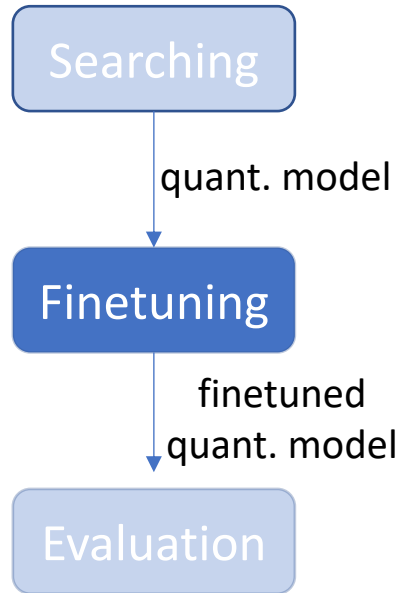 Searching
quant. model
Finetuning
finetuned
quant. model
Evaluation